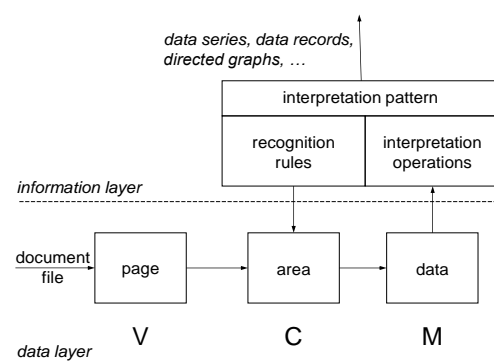 data series, data records,
directed graphs, …
interpretation pattern
recognition
rules
interpretation
operations
information layer
document
file
page
area
data
V
C
M
data layer